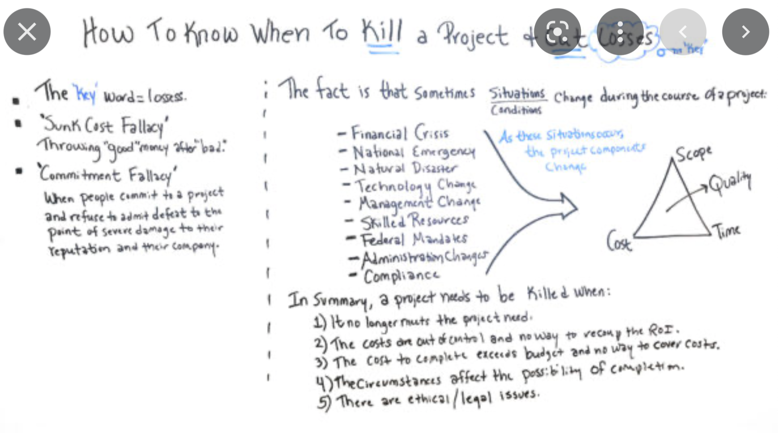 How To Know When To Kill a Project + Cut Losses
"Key"
The 'Key' word = losses.
'Sunk Cost Fallacy'
Throwing "good" money after "bad."
'Commitment Fallacy'
When people commit to a project
and refuse to admit defeat to the
point of severe damage to their
reputation and their company.
The fact is that sometimes Situations/Conditions Change during the course of a project:
- Financial Crisis
- National Emergency
- Natural Disaster
- Technology Change
- Management Change
- Skilled Resources
- Federal Mandates
- Administration Changes
- Compliance
As these situations occur,
the project components
Change
Scope
Quality
Cost
Time
In Summary, a project needs to be killed when:
1) It no longer meets the project need.
2) The costs are out of control and no way to recoup the ROI.
3) The cost to complete exceeds budget and no way to cover costs.
4) The circumstances affect the possibility of completion.
5) There are ethical/legal issues.